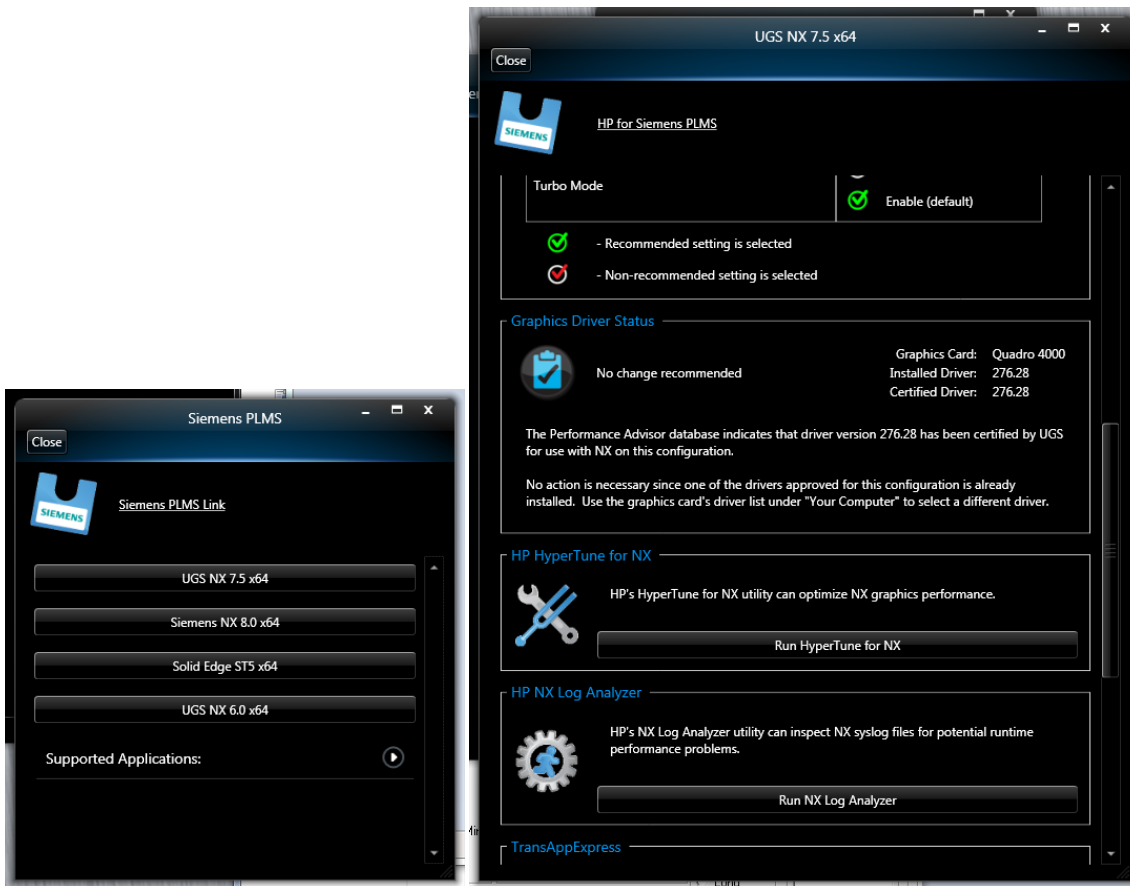 Siemens PLMS
Close
SIEMENS
Siemens PLMS Link
UGS NX 7.5 x64
Siemens NX 8.0 x64
Solid Edge ST5 x64
UGS NX 6.0 x64
Supported Applications:
UGS NX 7.5 x64
Close
SIEMENS
HP for Siemens PLMS
Turbo Mode
Enable (default)
- Recommended setting is selected
- Non-recommended setting is selected
Graphics Driver Status
No change recommended
Graphics Card: Quadro 4000
Installed Driver: 276.28
Certified Driver: 276.28
The Performance Advisor database indicates that driver version 276.28 has been certified by UGS
for use with NX on this configuration.
No action is necessary since one of the drivers approved for this configuration is already
installed. Use the graphics card's driver list under "Your Computer" to select a different driver.
HP HyperTune for NX
HP's HyperTune for NX utility can optimize NX graphics performance.
Run HyperTune for NX
HP NX Log Analyzer
HP's NX Log Analyzer utility can inspect NX syslog files for potential runtime
performance problems.
Run NX Log Analyzer
TransAppExpress